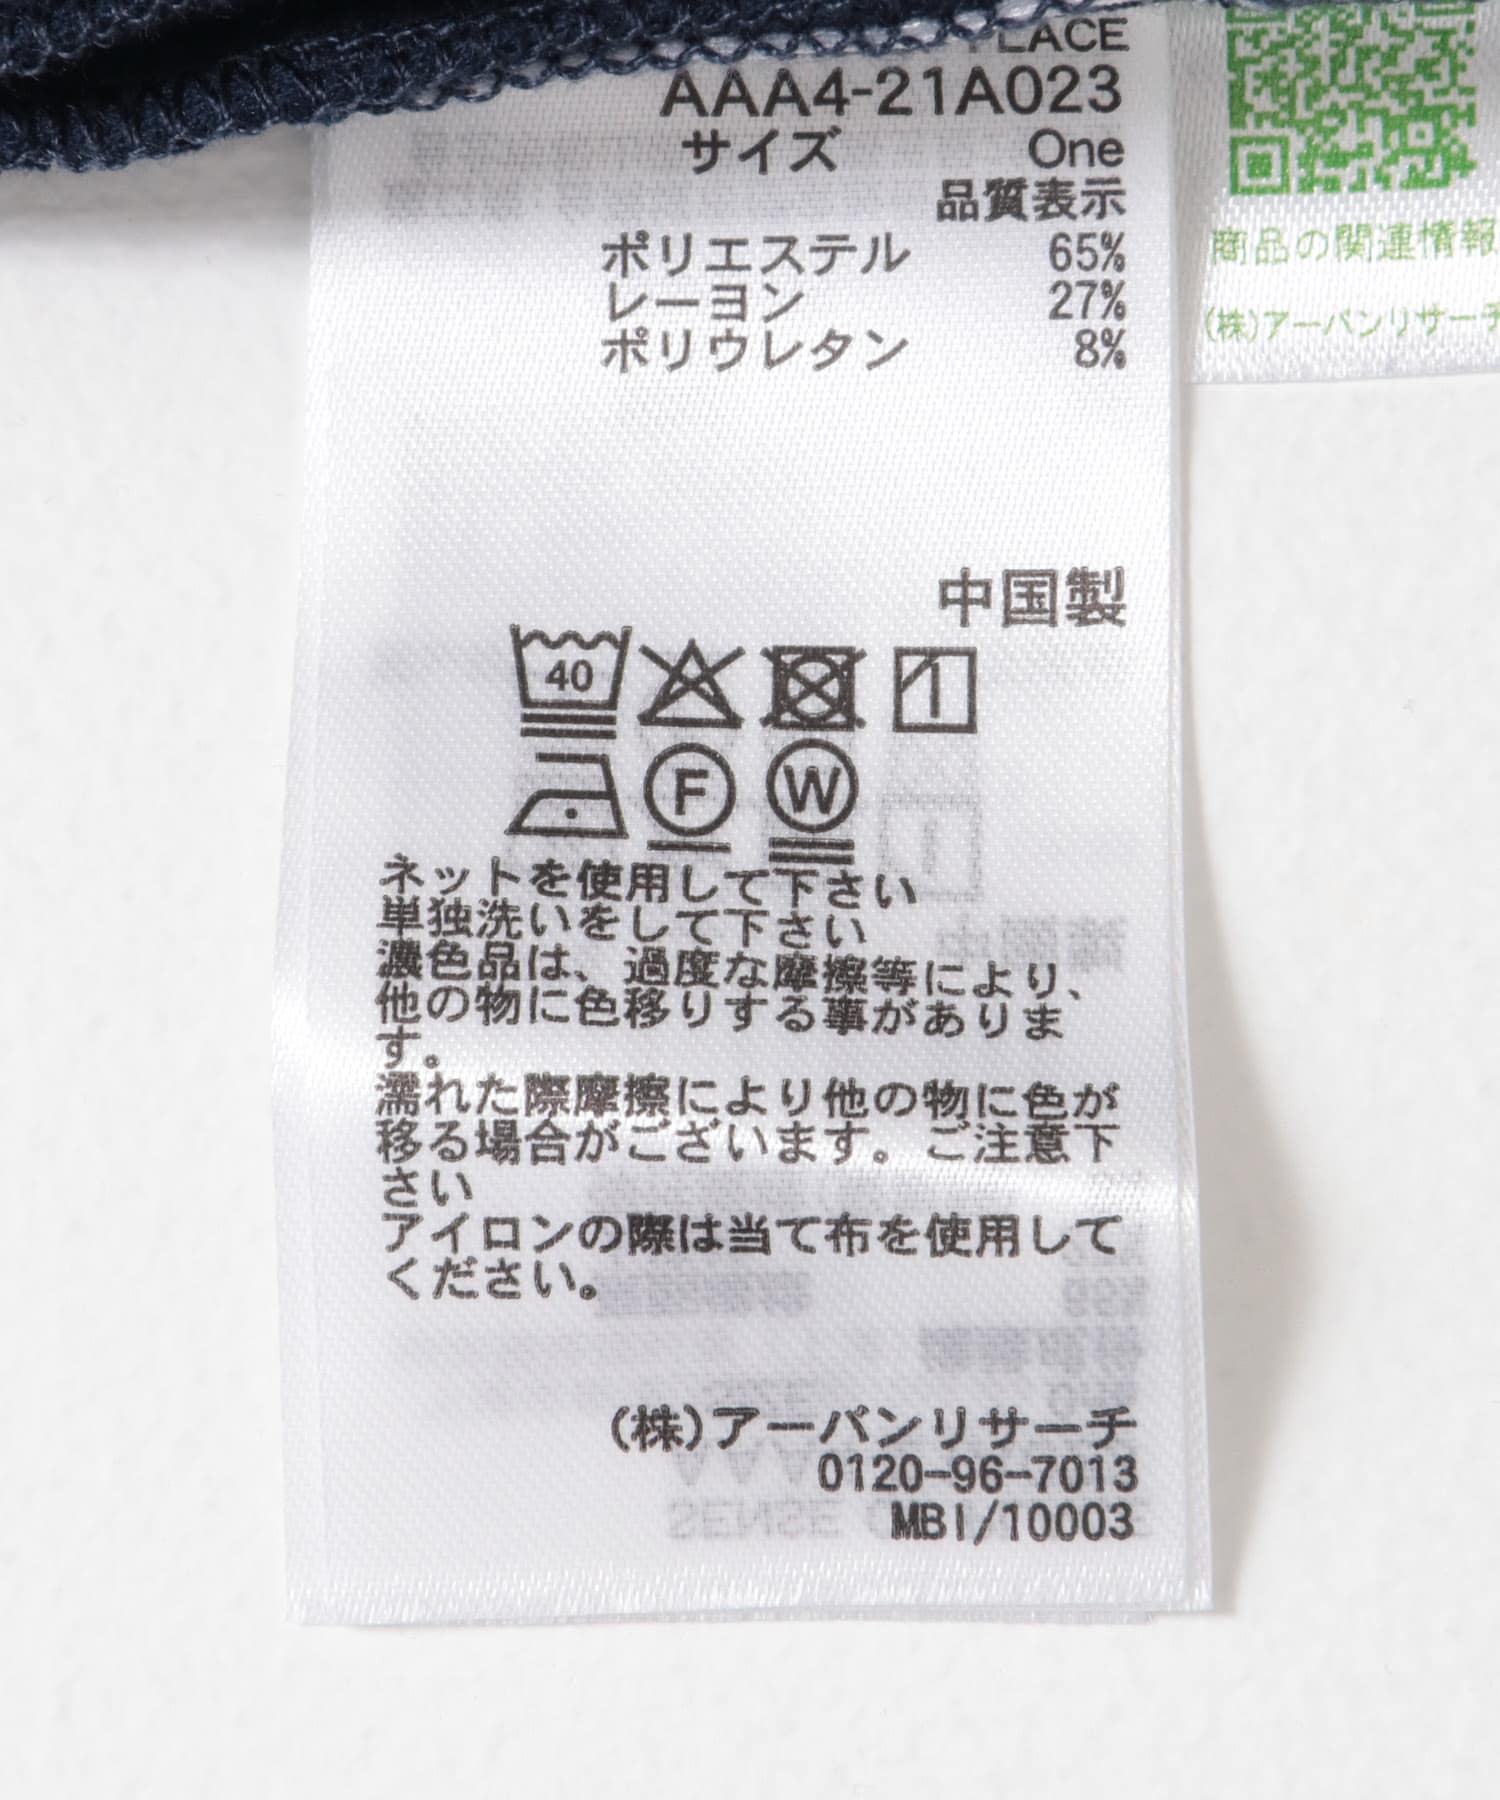 PLACE
AAA4-21A023
サイズ One
品質表示
ポリエステル 65%
レーヨン 27%
ポリウレタン 8%
中国製
40
F W
ネットを使用して下さい
単独洗いをして下さい
濃色品は、過度な摩擦等により、
他の物に色移りする事がありま
す。
濡れた際摩擦により他の物に色が
移る場合がございます。ご注意下
さい
アイロンの際は当て布を使用して
ください。
(株)アーバンリサーチ
0120-96-7013
MBI/10003
商品の関連情報
(株)アーバンリサーチ